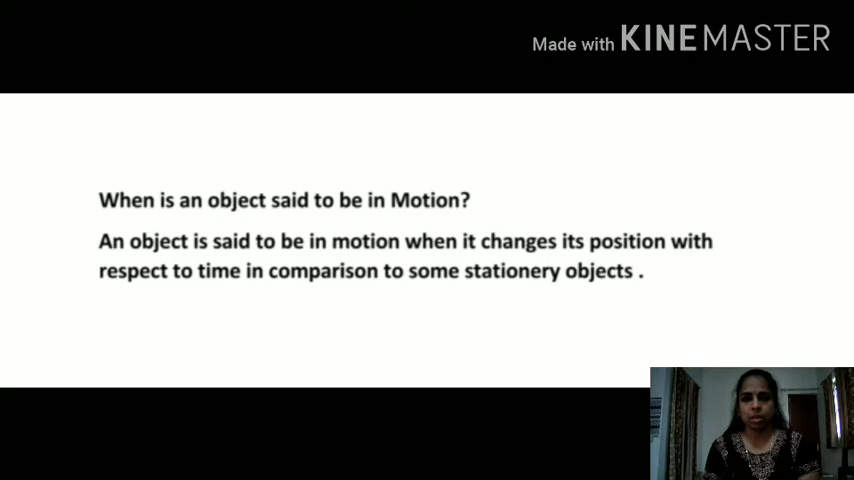 Made with KINEMASTER
When is an object said to be in Motion?
An object is said to be in motion when it changes its position with
respect to time in comparison to some stationery objects .